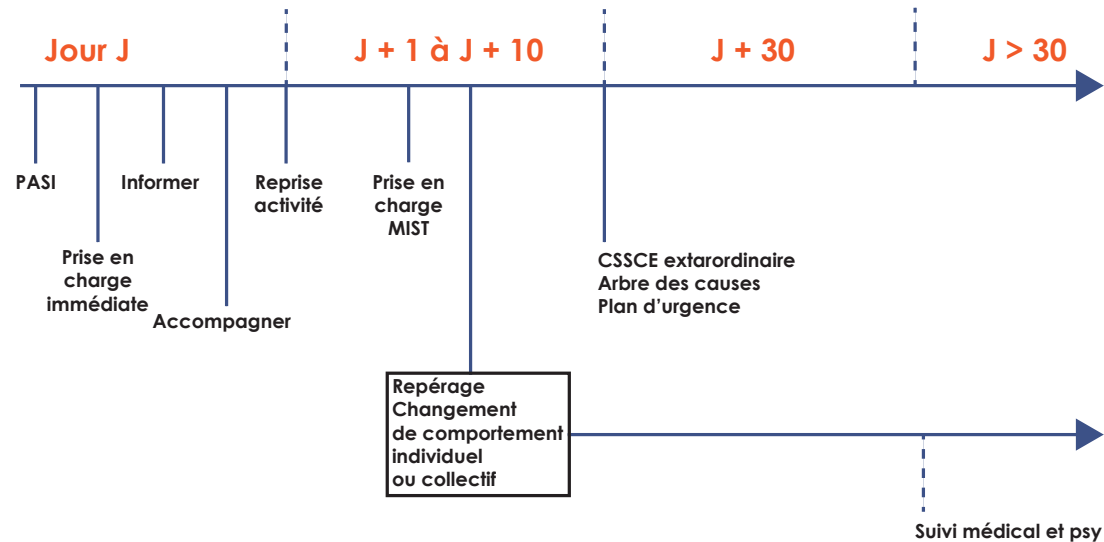 Jour J
J + 1 à J + 10
J + 30
J > 30
PASI
Informer
Reprise
activité
Prise en
charge
MIST
Prise en
charge
immédiate
Accompagner
CSSCE extarordinaire
Arbre des causes
Plan d’urgence
Repérage
Changement
de comportement
individuel
ou collectif
Suivi médical et psy